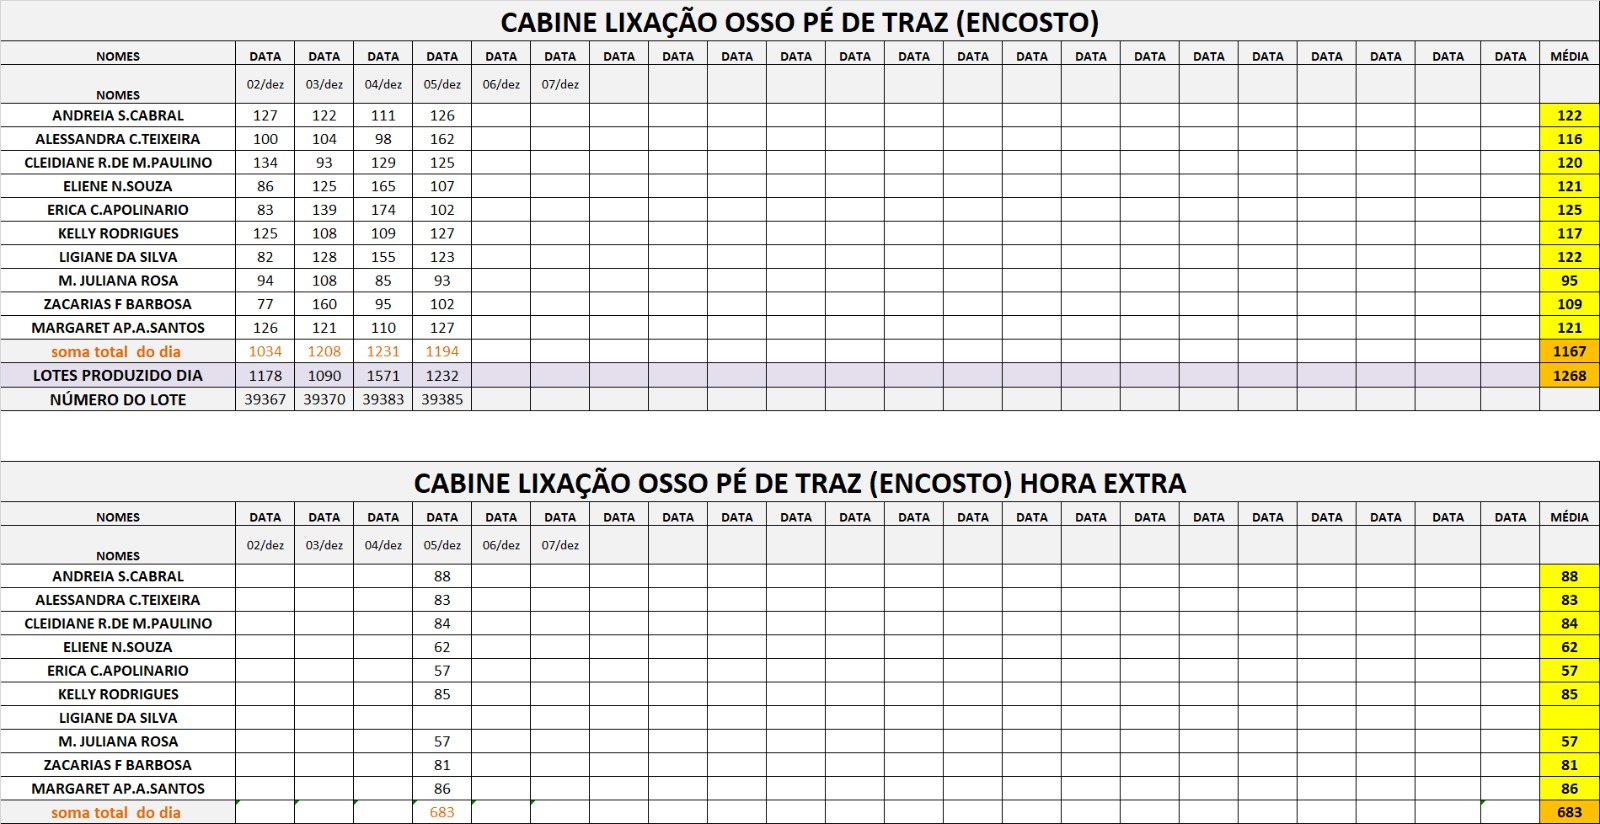 CABINE LIXAÇÃO OSSO PÉ DE TRAZ (ENCOSTO)
NOMES DATA DATA DATA DATA DATA DATA DATA DATA DATA DATA DATA DATA DATA DATA DATA DATA DATA DATA DATA DATA DATA DATA MÉDIA
NOMES 02/dez 03/dez 04/dez 05/dez 06/dez 07/dez
ANDREIA S.CABRAL 127 122 111 126 122
ALESSANDRA C.TEIXEIRA 100 104 98 162 116
CLEIDIANE R.DE M.PAULINO 134 93 129 125 120
ELIENE N.SOUZA 86 125 165 107 121
ERICA C.APOLINARIO 83 139 174 102 125
KELLY RODRIGUES 125 108 109 127 117
LIGIANE DA SILVA 82 128 155 123 122
M. JULIANA ROSA 94 108 85 93 95
ZACARIAS F BARBOSA 77 160 95 102 109
MARGARET AP.A.SANTOS 126 121 110 127 121
soma total do dia 1034 1208 1231 1194 1167
LOTES PRODUZIDO DIA 1178 1090 1571 1232 1268
NÚMERO DO LOTE 39367 39370 39383 39385
CABINE LIXAÇÃO OSSO PÉ DE TRAZ (ENCOSTO) HORA EXTRA
NOMES DATA DATA DATA DATA DATA DATA DATA DATA DATA DATA DATA DATA DATA DATA DATA DATA DATA DATA DATA DATA DATA DATA MÉDIA
NOMES 02/dez 03/dez 04/dez 05/dez 06/dez 07/dez
ANDREIA S.CABRAL 88 88
ALESSANDRA C.TEIXEIRA 83 83
CLEIDIANE R.DE M.PAULINO 84 84
ELIENE N.SOUZA 62 62
ERICA C.APOLINARIO 57 57
KELLY RODRIGUES 85 85
LIGIANE DA SILVA
M. JULIANA ROSA 57 57
ZACARIAS F BARBOSA 81 81
MARGARET AP.A.SANTOS 86 86
soma total do dia 683 683